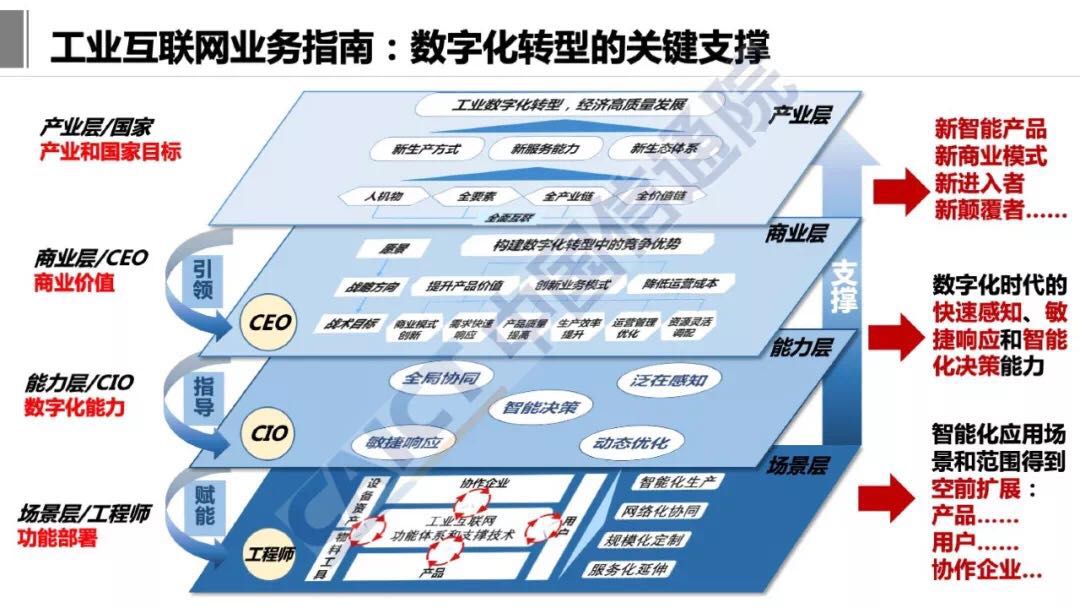 工业互联网业务指南：数字化转型的关键支撑
产业层/国家
产业和国家目标
产业层
工业数字化转型，经济高质量发展
新生产方式
新服务能力
新生态体系
人机物
全要素
全产业链
全价值链
全面互联
新智能产品
新商业模式
新进入者
新颠覆者……
商业层/CEO
商业价值
引领
CEO
商业层
愿景
构建数字化转型中的竞争优势
战略方向
提升产品价值
创新业务模式
降低运营成本
战术目标
商业模式
创新
需求快速
响应
产品质量
提高
生产效率
提升
运营管理
优化
资源灵活
调配
支撑
数字化时代的
快速感知、敏
捷响应和智能
化决策能力
能力层/CIO
数字化能力
指导
CIO
能力层
全局协同
泛在感知
智能决策
敏捷响应
动态优化
场景层/工程师
功能部署
赋能
工程师
场景层
设备资产
物料工具
协作企业
工业互联网
功能体系和支撑技术
产品
用户
智能化生产
网络化协同
规模化定制
服务化延伸
智能化应用场
景和范围得到
空前扩展：
产品……
用户……
协作企业…
CAICT 中国信通院